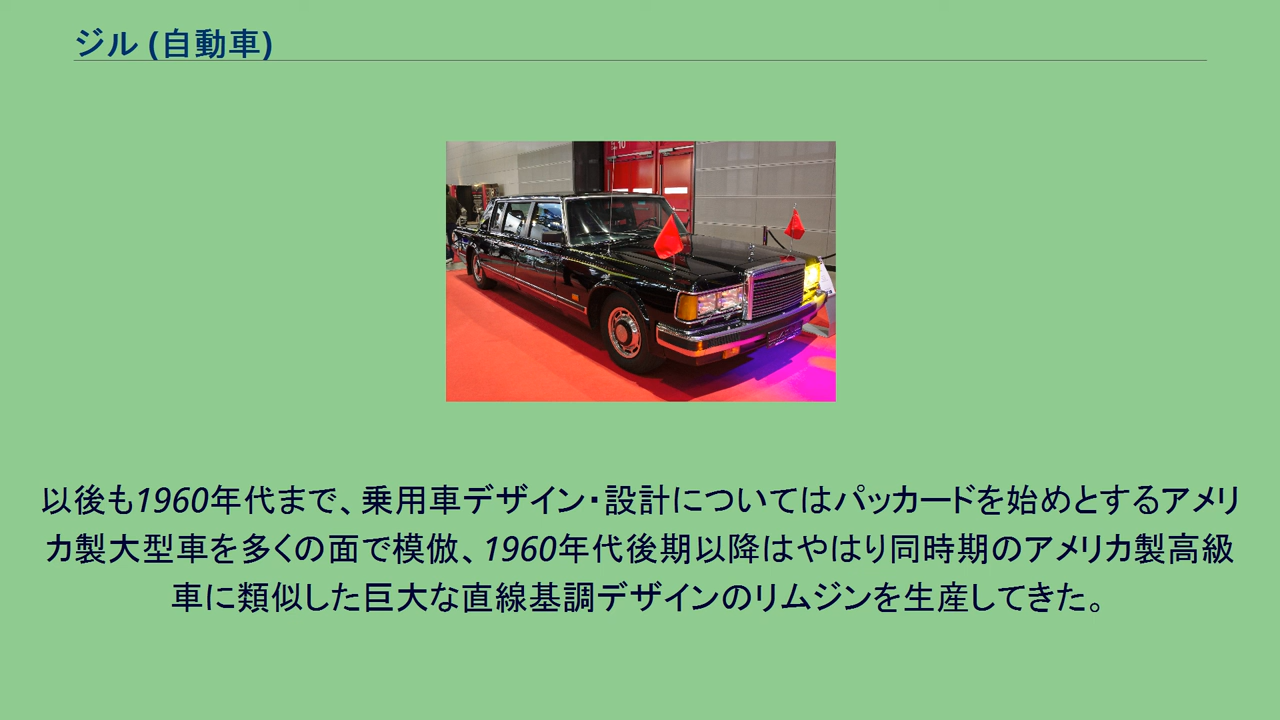 ジル (自動車)
以後も1960年代まで、乗用車デザイン・設計についてはパッカードを始めとするアメリ
カ製大型車を多くの面で模倣、1960年代後期以降はやはり同時期のアメリカ製高級
車に類似した巨大な直線基調デザインのリムジンを生産してきた。